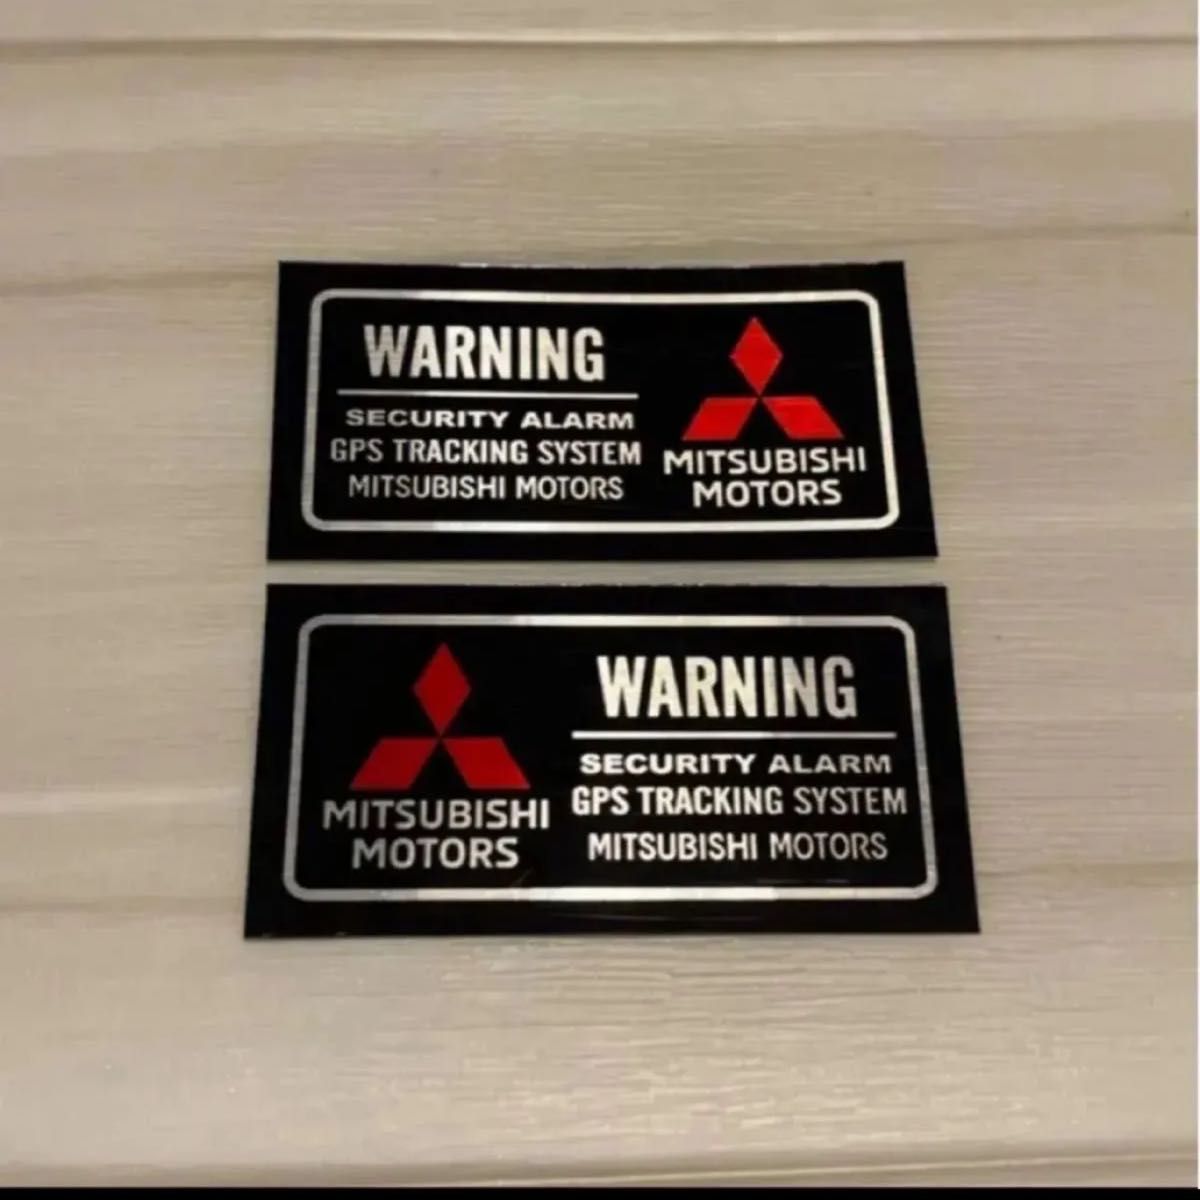 WARNING
SECURITY ALARM
GPS TRACKING SYSTEM
MITSUBISHI MOTORS
MITSUBISHI
MOTORS
MITSUBISHI
MOTORS
WARNING
SECURITY ALARM
GPS TRACKING SYSTEM
MITSUBISHI MOTORS